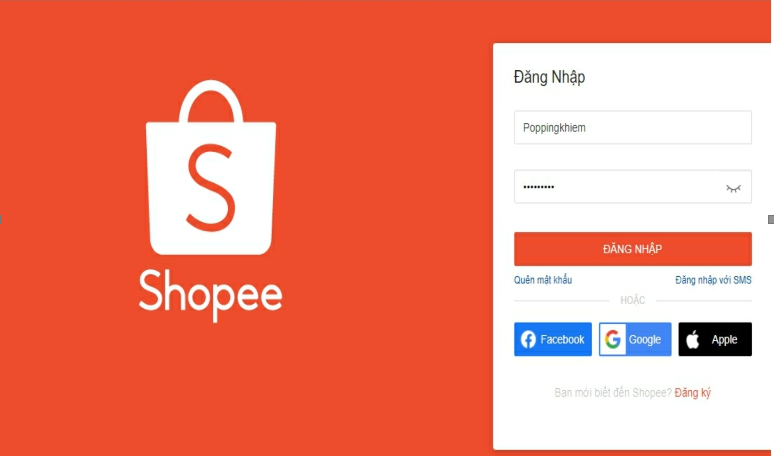 S
Shopee
Đăng Nhập
Poppingkhiem
•••••••••
ĐĂNG NHẬP
Quên mật khẩu Đăng nhập với SMS
HOẶC
Facebook Google Apple
Bạn mới biết đến Shopee? Đăng ký